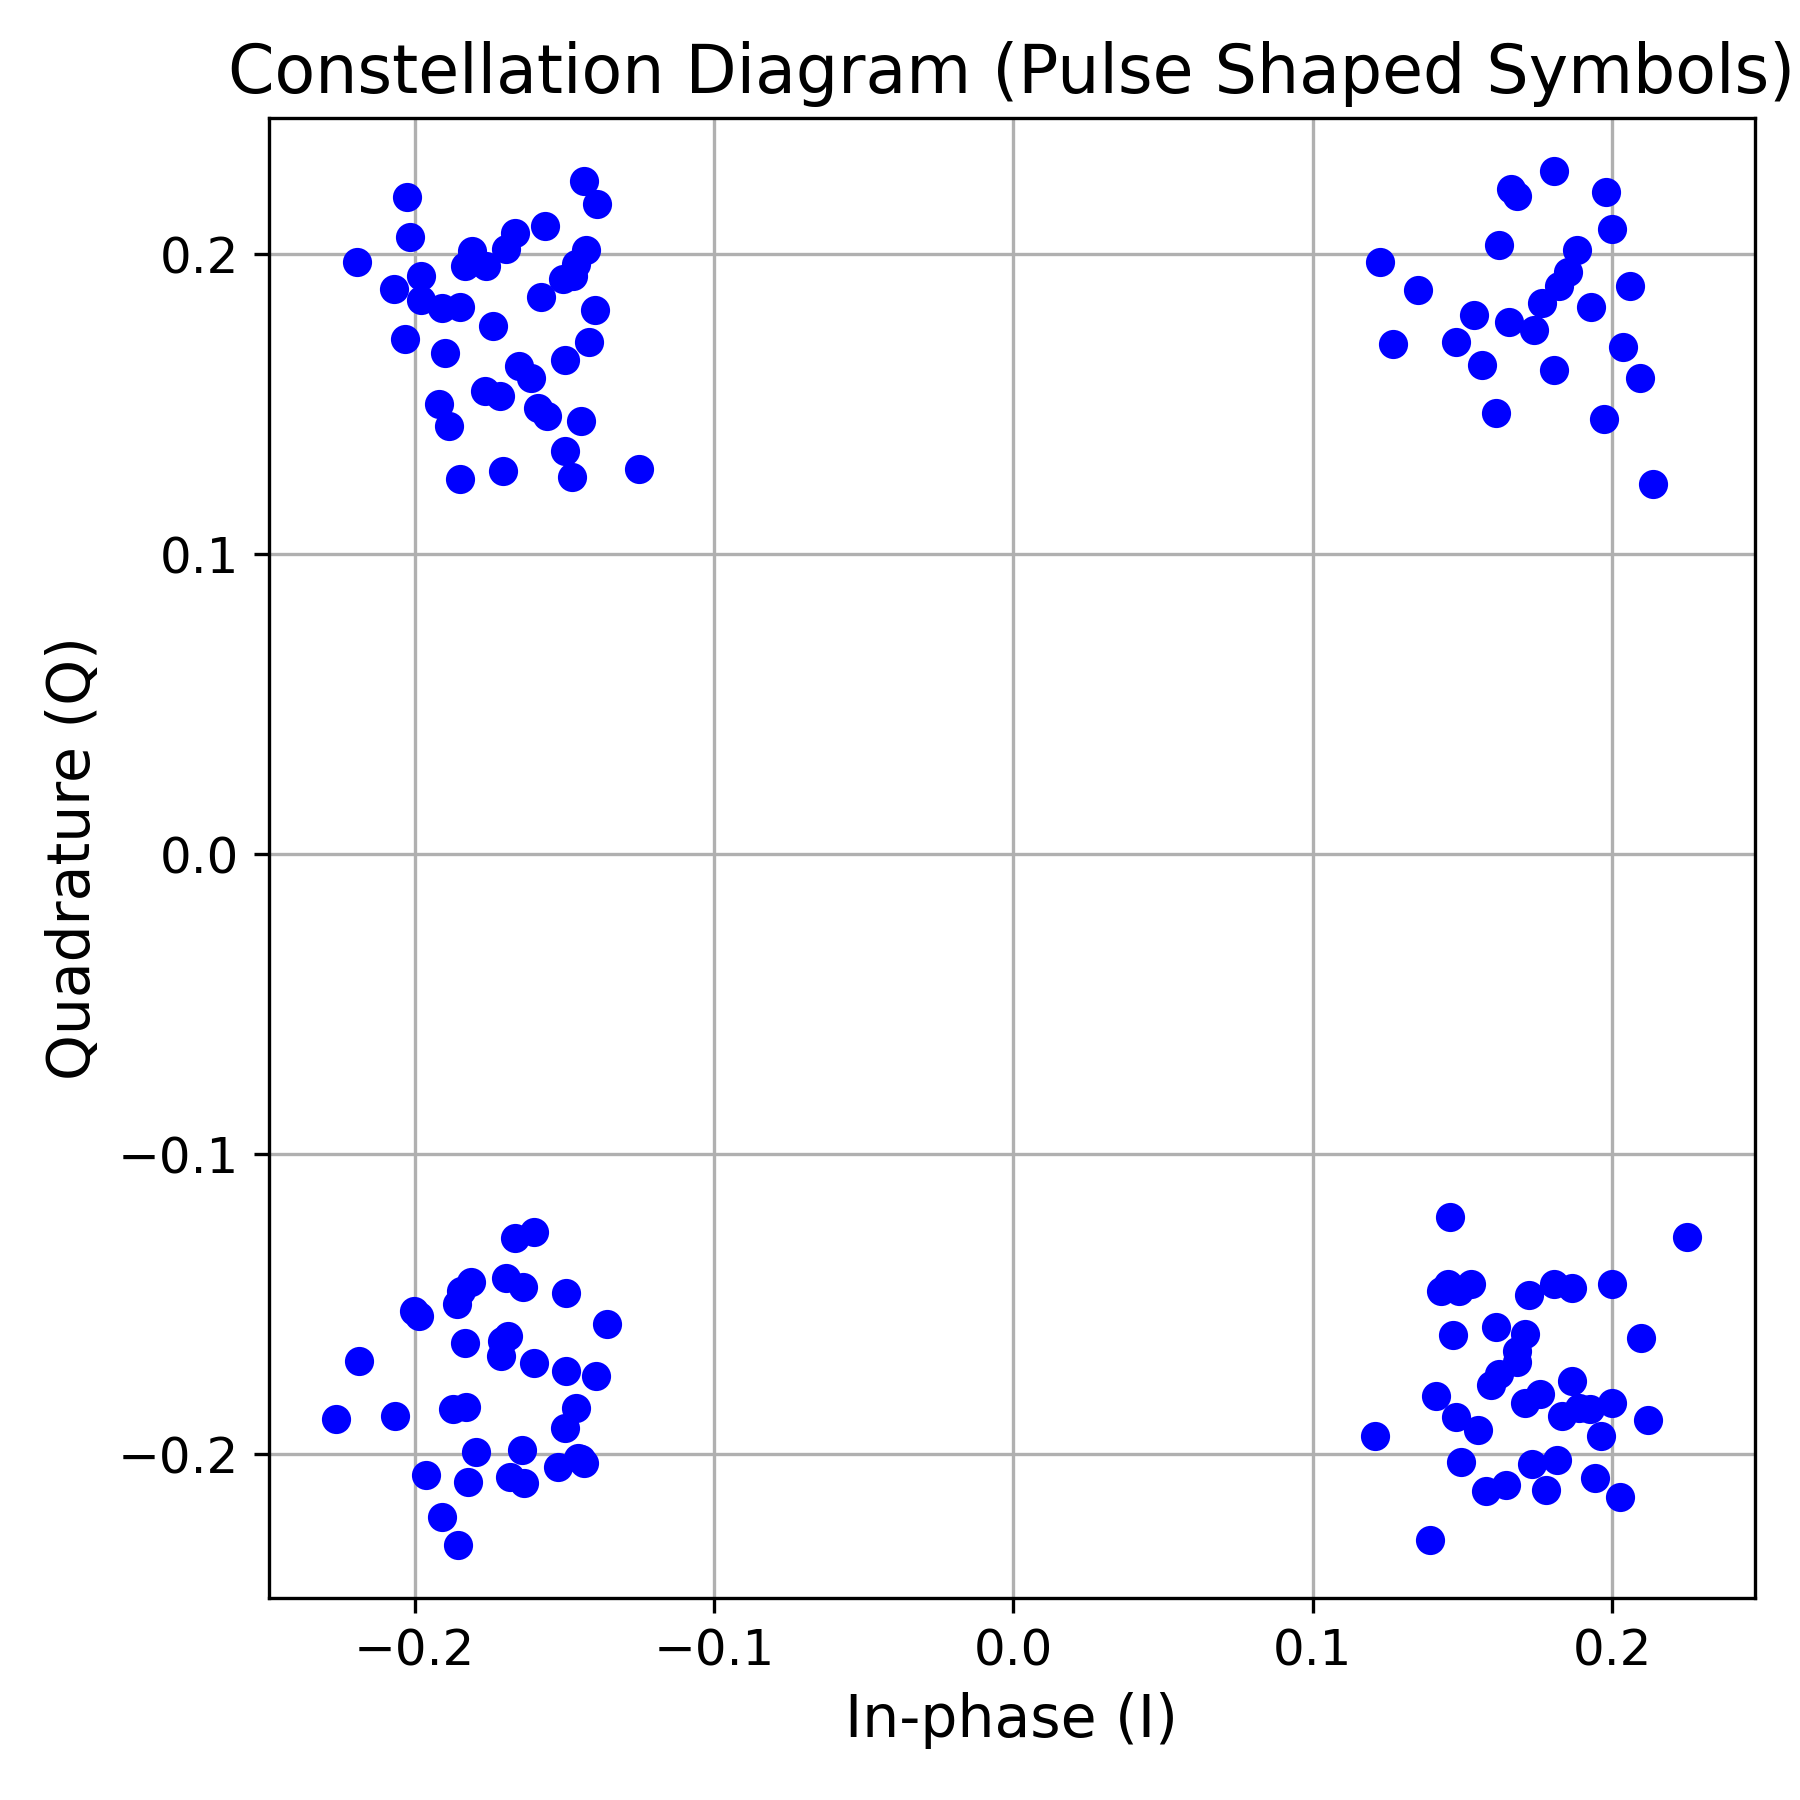 Constellation Diagram (Pulse Shaped Symbols)
0.2
0.1
0.0
−0.1
−0.2
Quadrature (Q)
−0.2 −0.1 0.0 0.1 0.2
In-phase (I)